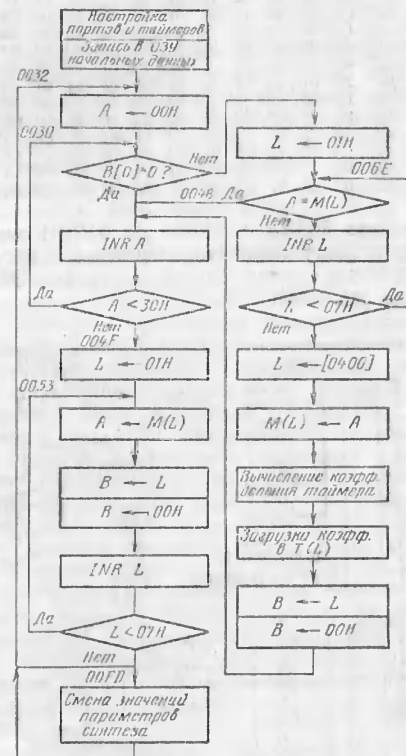 Настройка
портов и таймеров
Запись в ОЗУ
начальных данных
0032
A ← 00H
0030
B[0]=0 ?
Нет
Да
INR A
A < 30H
Да
Нет
004F
L ← 01H
0053
A ← M(L)
B ← L
B ← 00H
INR L
Да
L < 07H
Нет
00FD
Смена значений
параметров
синтеза
L ← 01H
006E
004B
Да
A = M(L)
Нет
INR L
L < 07H
Да
Нет
L ← [0400]
M(L) ← A
Вычисление коэфф.
деления таймера
Загрузка коэфф.
в T(L)
B ← L
B ← 00H